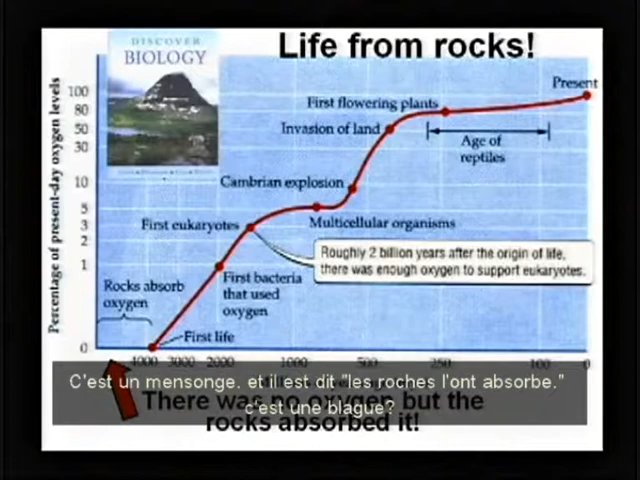 Life from rocks!
DISCOVER
BIOLOGY
Percentage of present-day oxygen levels
100
80
50
30
10
5
3
2
1
0
Present
First flowering plants
Invasion of land
Age of
reptiles
Cambrian explosion
First eukaryotes
Multicellular organisms
Roughly 2 billion years after the origin of life,
there was enough oxygen to support eukaryotes.
Rocks absorb
oxygen
First bacteria
that used
oxygen
First life
4000 3000 2000 1000 500 250 100 0
C'est un mensonge. et il est dit "les roches l'ont absorbe."
c'est une blague?
There was no oxygen but the
rocks absorbed it!